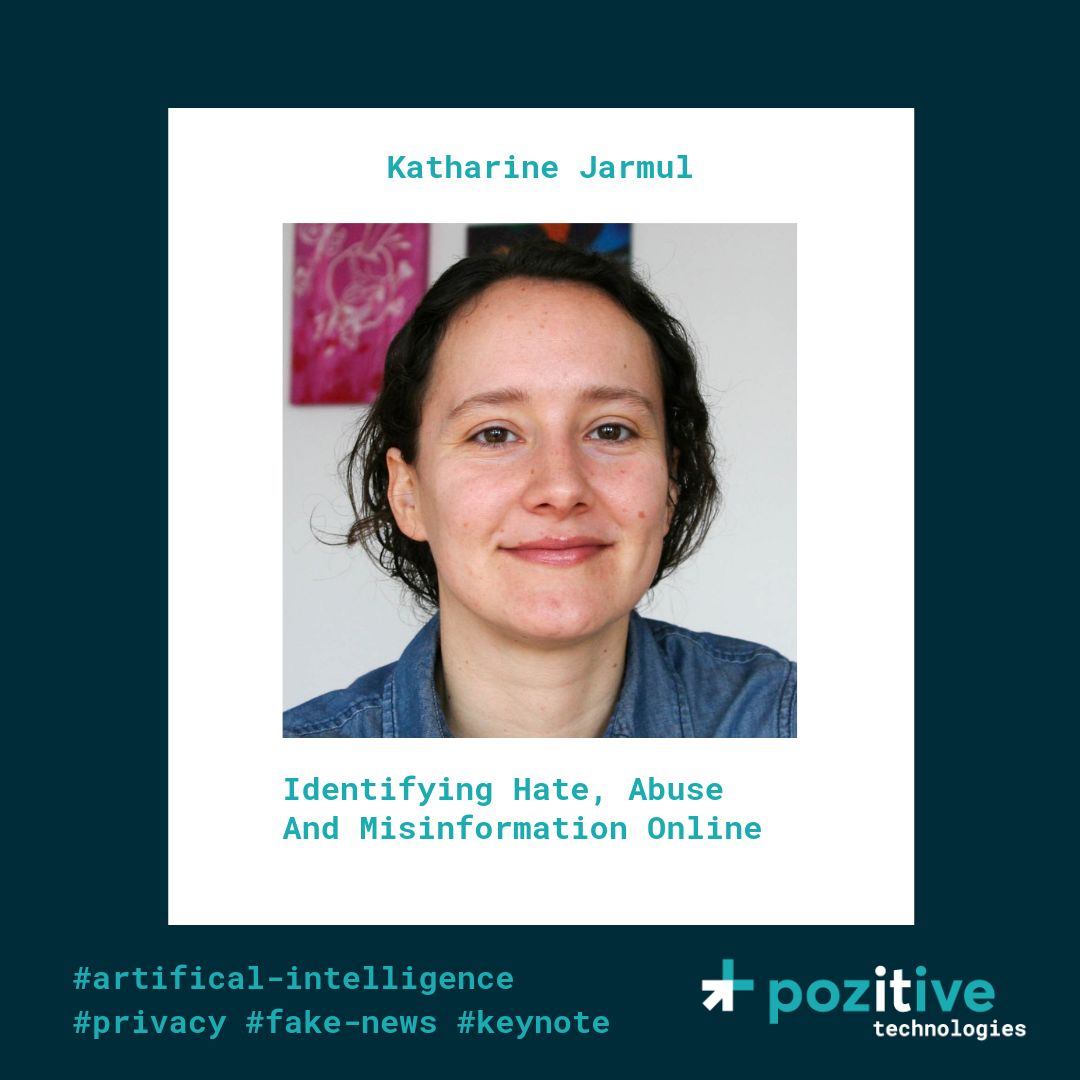 Katharine Jarmul
Identifying Hate, Abuse
And Misinformation Online
#artifical-intelligence
#privacy #fake-news #keynote
pozitive
technologies